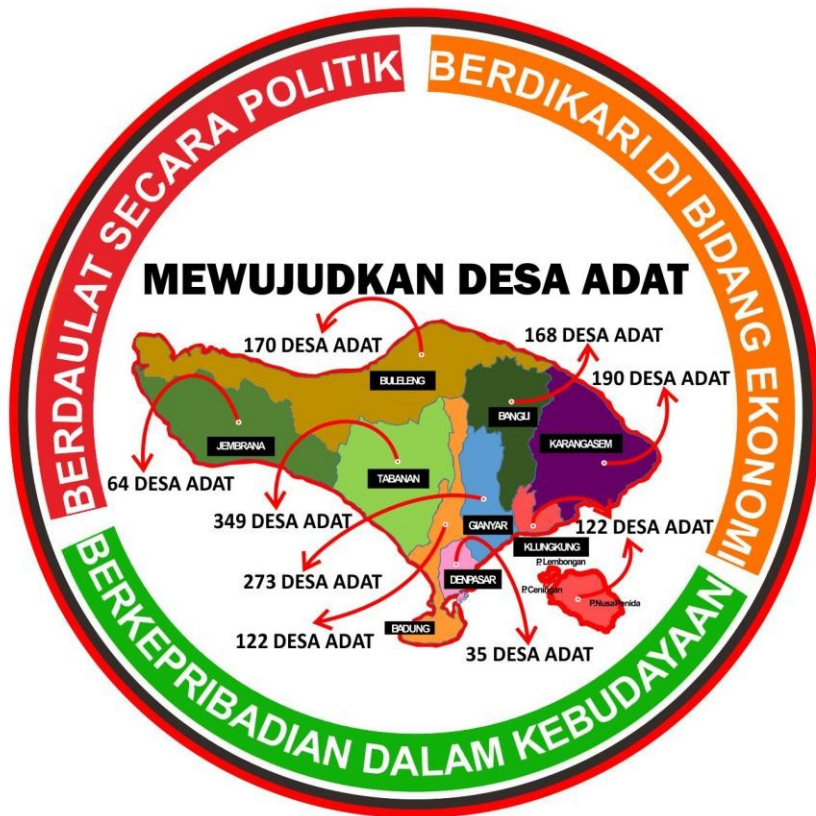 BERDAULAT SECARA POLITIK
BERDIKARI DI BIDANG EKONOMI
MEWUJUDKAN DESA ADAT
170 DESA ADAT
168 DESA ADAT
190 DESA ADAT
BULELENG
BANGLI
KARANGASEM
JEMBRANA
TABANAN
64 DESA ADAT
349 DESA ADAT
GIANYAR
122 DESA ADAT
KLUNGKUNG
P. Lembongan
273 DESA ADAT
DENPASAR
P.Ceningan
P.Nusa Penida
122 DESA ADAT
BADUNG
35 DESA ADAT
BERKEPRIBADIAN DALAM KEBUDAYAAN